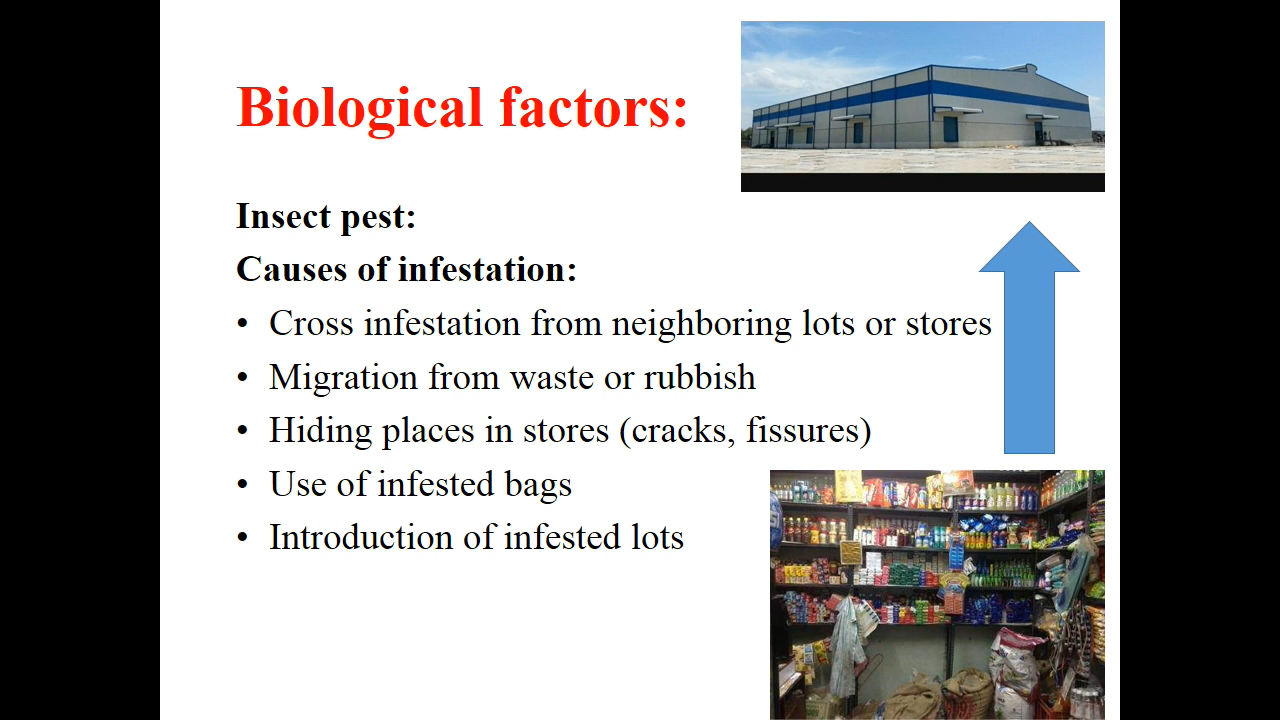 Biological factors:
Insect pest:
Causes of infestation:
• Cross infestation from neighboring lots or stores
• Migration from waste or rubbish
• Hiding places in stores (cracks, fissures)
• Use of infested bags
• Introduction of infested lots